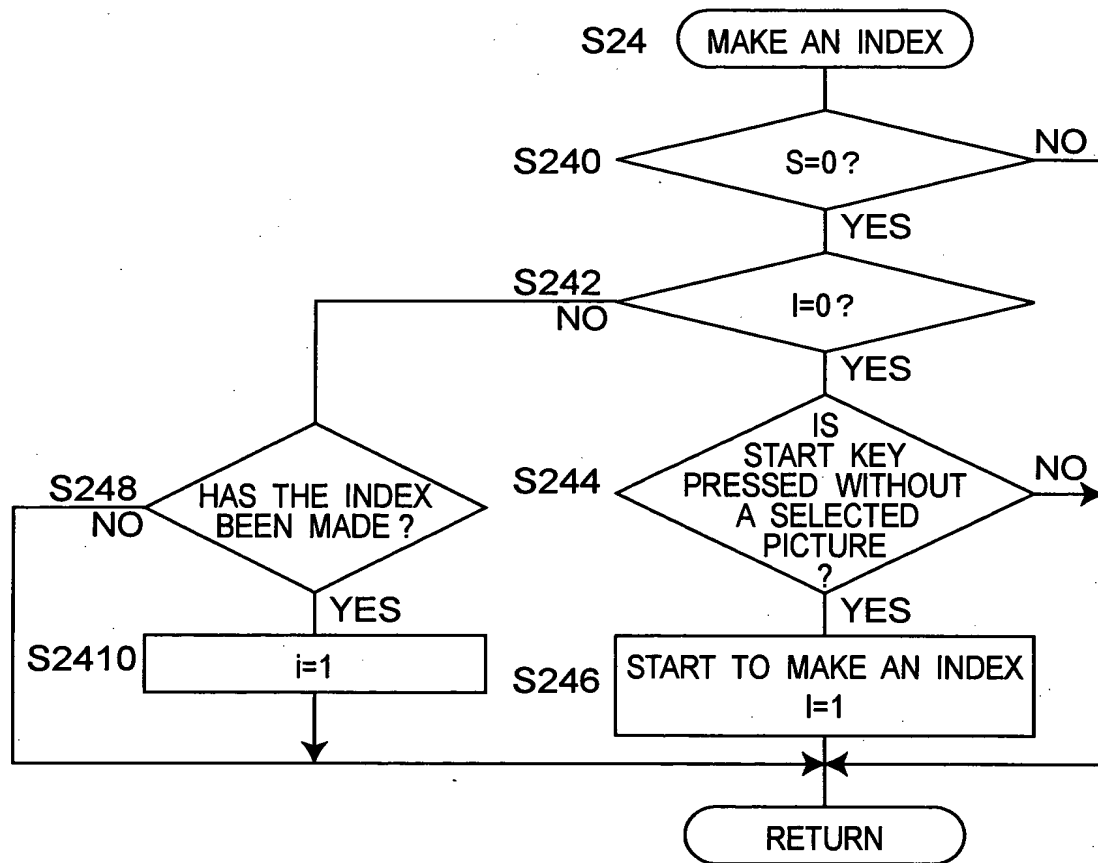 S24
MAKE AN INDEX
S240
S=0?
NO
YES
S242
NO
I=0?
YES
S244
IS
START KEY
PRESSED WITHOUT
A SELECTED
PICTURE
?
NO
YES
S248
NO
HAS THE INDEX
BEEN MADE?
YES
S2410
i=1
S246
START TO MAKE AN INDEX
I=1
RETURN